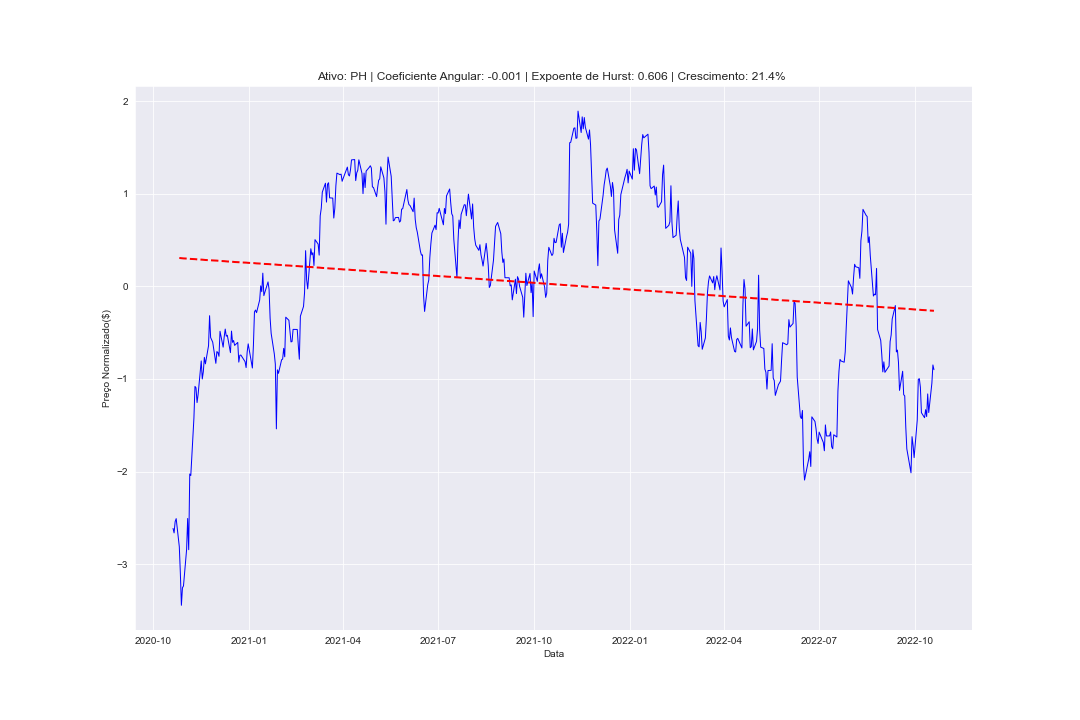 Ativo: PH | Coeficiente Angular: -0.001 | Expoente de Hurst: 0.606 | Crescimento: 21.4%
2
1
0
−1
−2
−3
Preço Normalizado($)
2020-10 2021-01 2021-04 2021-07 2021-10 2022-01 2022-04 2022-07 2022-10
Data